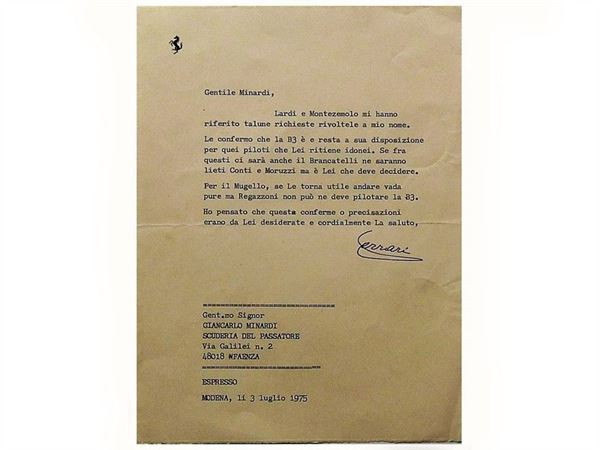 Gentile Minardi,
Lardi e Montezemolo mi hanno
riferito talune richieste rivoltele a mio nome.
Le confermo che la B3 è e resta a sua disposizione
per quei piloti che Lei ritiene idonei. Se fra
questi ci sarà anche il Brancatelli ne saranno
lieti Conti e Moruzzi ma è Lei che deve decidere.
Per il Mugello, se Le torna utile andare vada
pure ma Regazzoni non può ne deve pilotare la B3.
Ho pensato che queste conferme o precisazioni
erano da Lei desiderate e cordialmente La saluto,
Ferrari
Gent.mo Signor
GIANCARLO MINARDI
SCUDERIA DEL PASSATORE
Via Galilei n. 2
48018 FAENZA
ESPRESSO
MODENA, li 3 luglio 1975